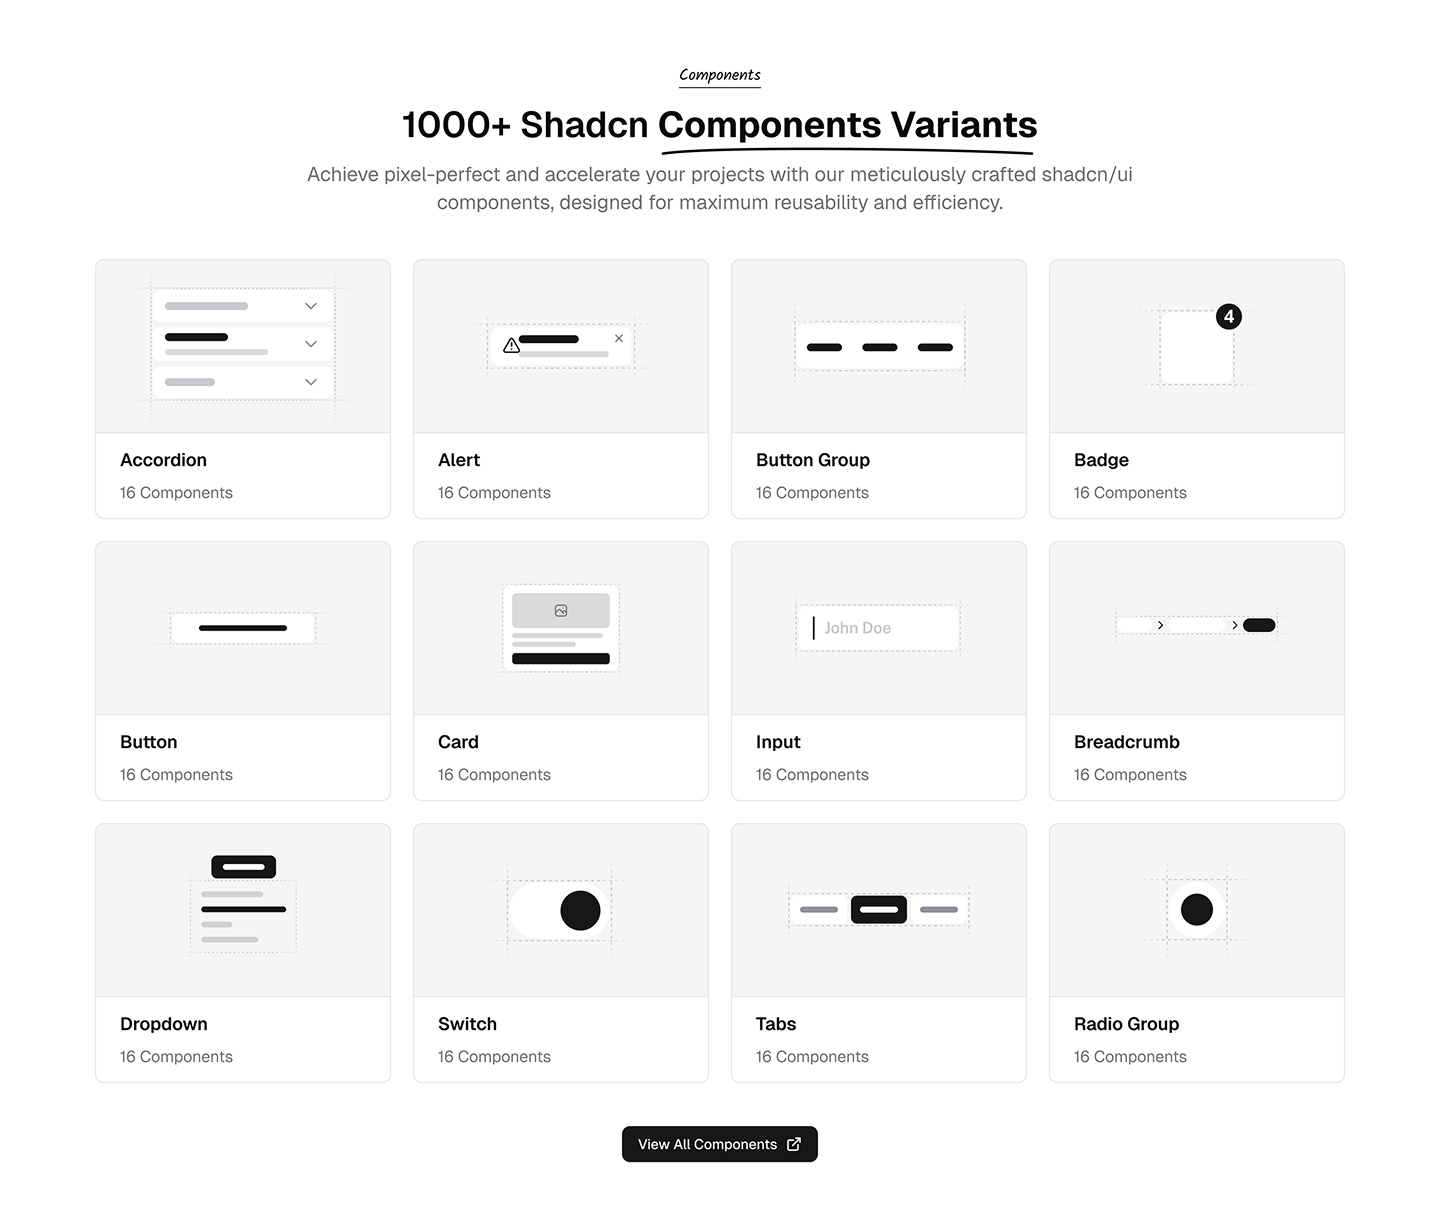 Components
1000+ Shadcn Components Variants
Achieve pixel-perfect and accelerate your projects with our meticulously crafted shadcn/ui
components, designed for maximum reusability and efficiency.
4
Accordion
16 Components
Alert
16 Components
Button Group
16 Components
Badge
16 Components
John Doe
Button
16 Components
Card
16 Components
Input
16 Components
Breadcrumb
16 Components
Dropdown
16 Components
Switch
16 Components
Tabs
16 Components
Radio Group
16 Components
View All Components